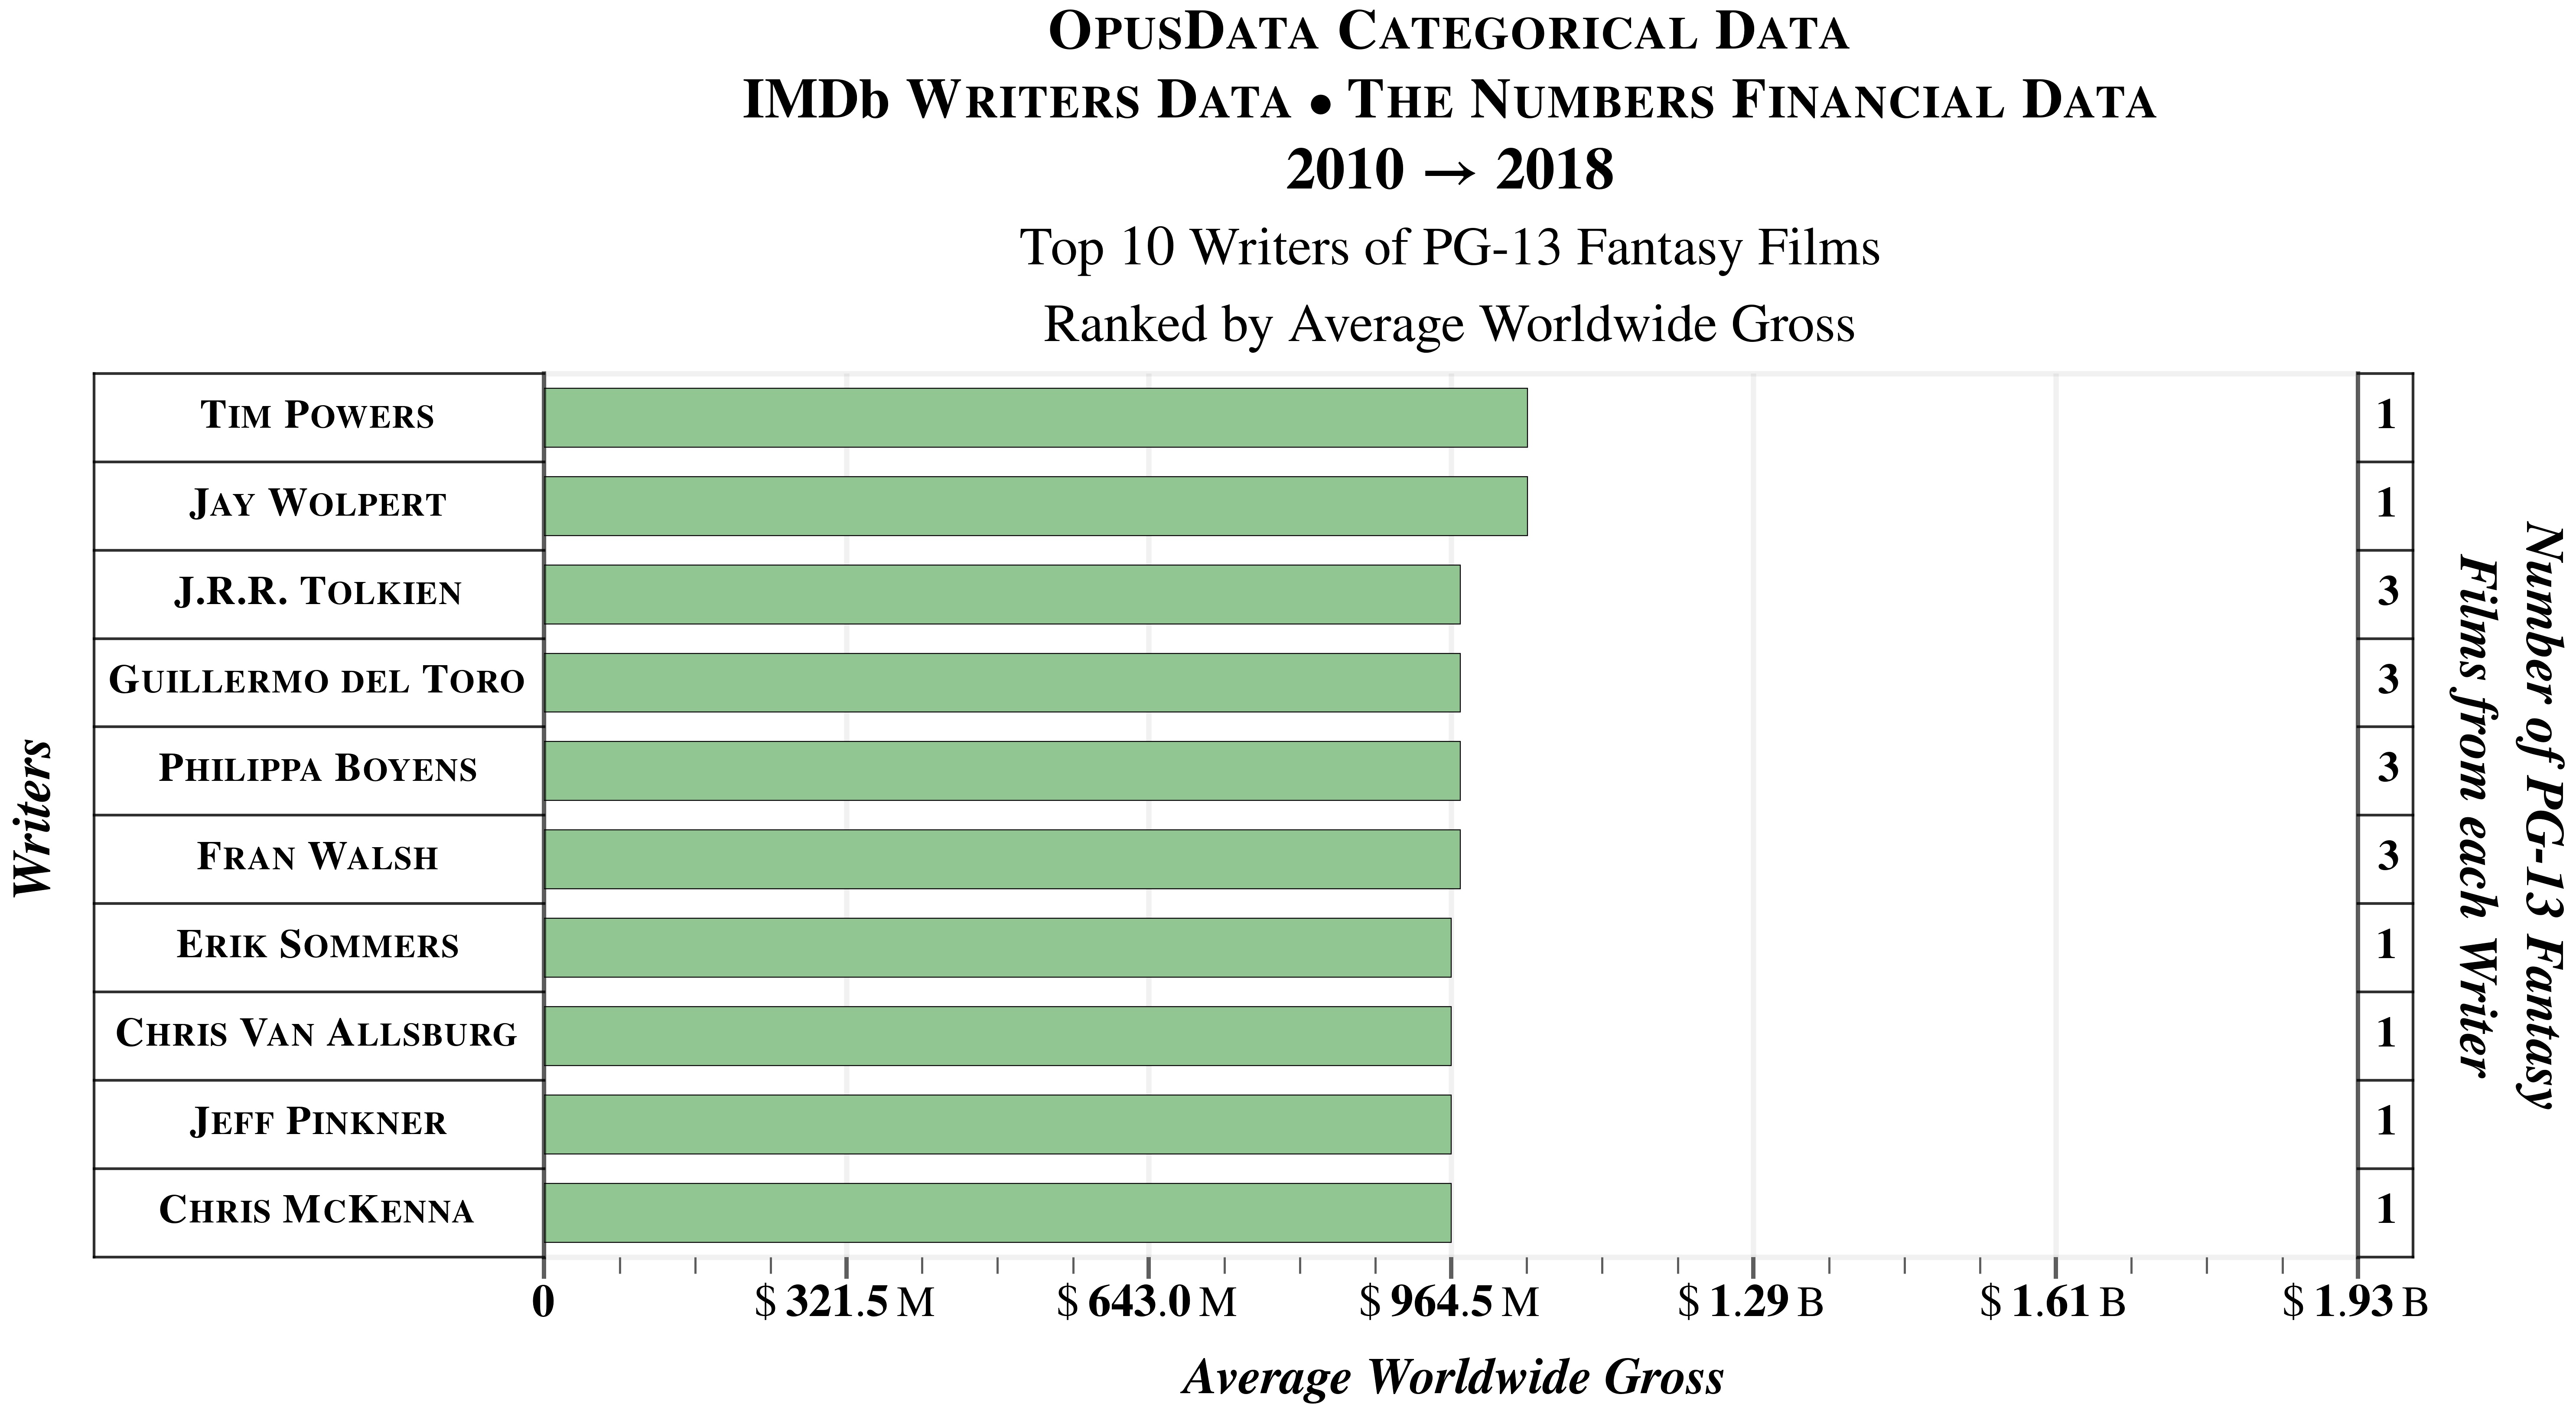 OpusData Categorical Data
IMDb Writers Data • The Numbers Financial Data
2010 → 2018
Top 10 Writers of PG-13 Fantasy Films
Ranked by Average Worldwide Gross
Writers
Tim Powers 1
Jay Wolpert 1
J.R.R. Tolkien 3
Guillermo del Toro 3
Philippa Boyens 3
Fran Walsh 3
Erik Sommers 1
Chris Van Allsburg 1
Jeff Pinkner 1
Chris McKenna 1
Number of PG-13 Fantasy
Films from each Writer
0 $ 321.5 M $ 643.0 M $ 964.5 M $ 1.29 B $ 1.61 B $ 1.93 B
Average Worldwide Gross